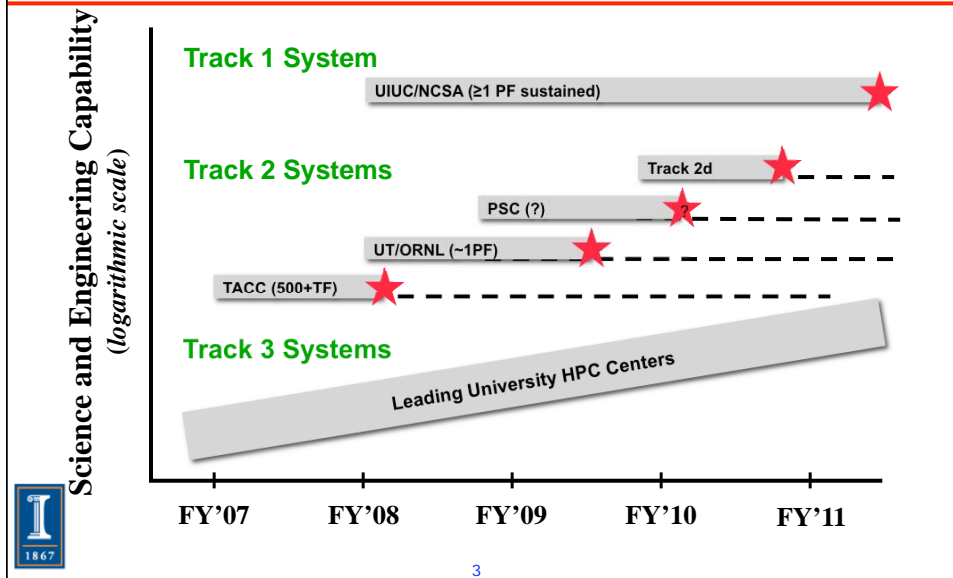 Science and Engineering Capability
(logarithmic scale)
Track 1 System
UIUC/NCSA (≥1 PF sustained)
Track 2 Systems
Track 2d
PSC (?)
?
UT/ORNL (~1PF)
TACC (500+TF)
Track 3 Systems
Leading University HPC Centers
FY'07 FY'08 FY'09 FY'10 FY'11
I
1867
3